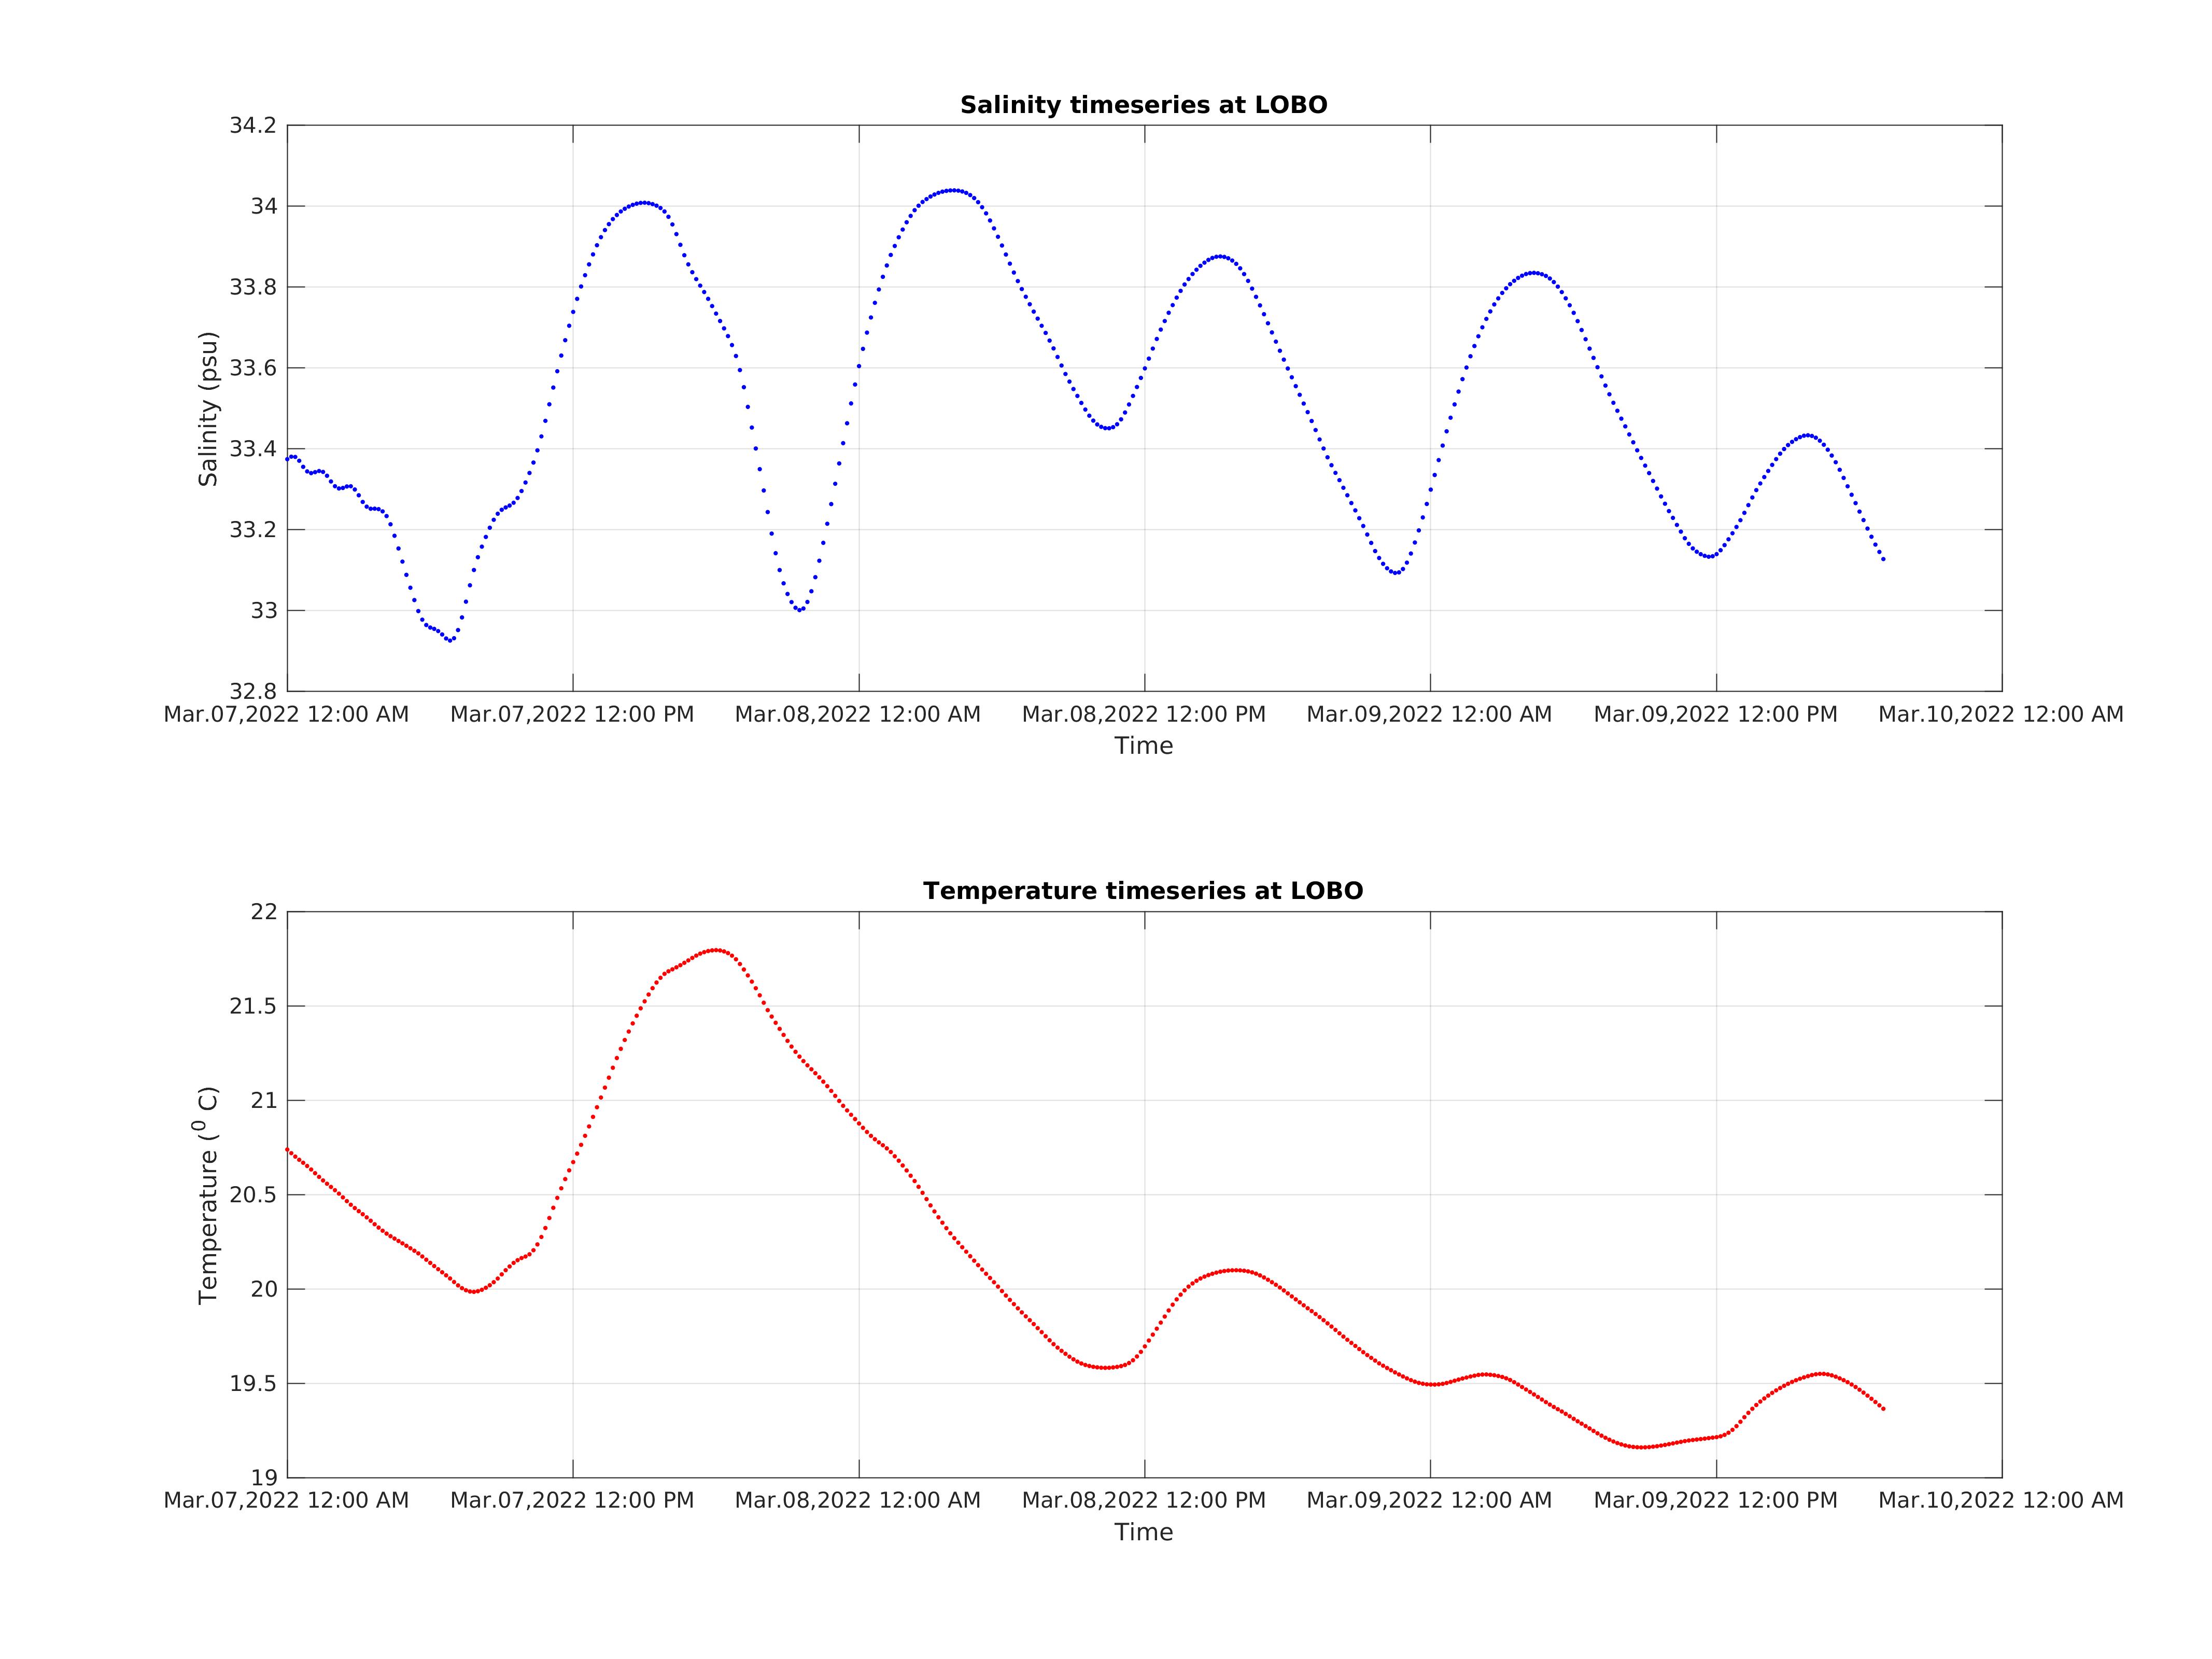 Salinity timeseries at LOBO
34.2
34
33.8
33.6
33.4
33.2
33
32.8
Salinity (psu)
Mar.07,2022 12:00 AM Mar.07,2022 12:00 PM Mar.08,2022 12:00 AM Mar.08,2022 12:00 PM Mar.09,2022 12:00 AM Mar.09,2022 12:00 PM Mar.10,2022 12:00 AM
Time
Temperature timeseries at LOBO
22
21.5
21
20.5
20
19.5
19
Temperature (⁰ C)
Mar.07,2022 12:00 AM Mar.07,2022 12:00 PM Mar.08,2022 12:00 AM Mar.08,2022 12:00 PM Mar.09,2022 12:00 AM Mar.09,2022 12:00 PM Mar.10,2022 12:00 AM
Time